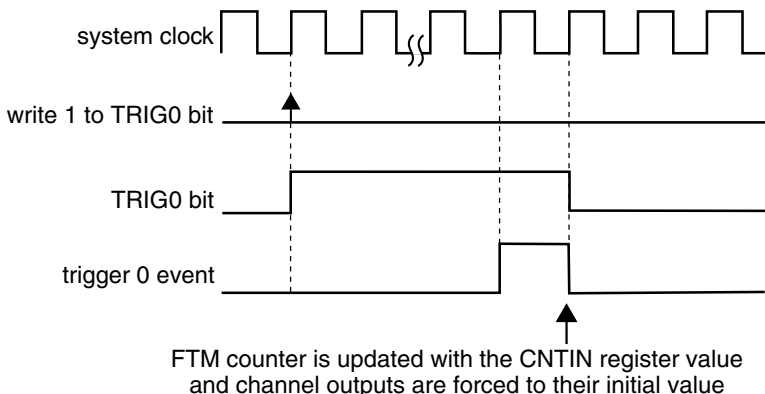 system clock
write 1 to TRIG0 bit
TRIG0 bit
trigger 0 event
FTM counter is updated with the CNTIN register value
and channel outputs are forced to their initial value